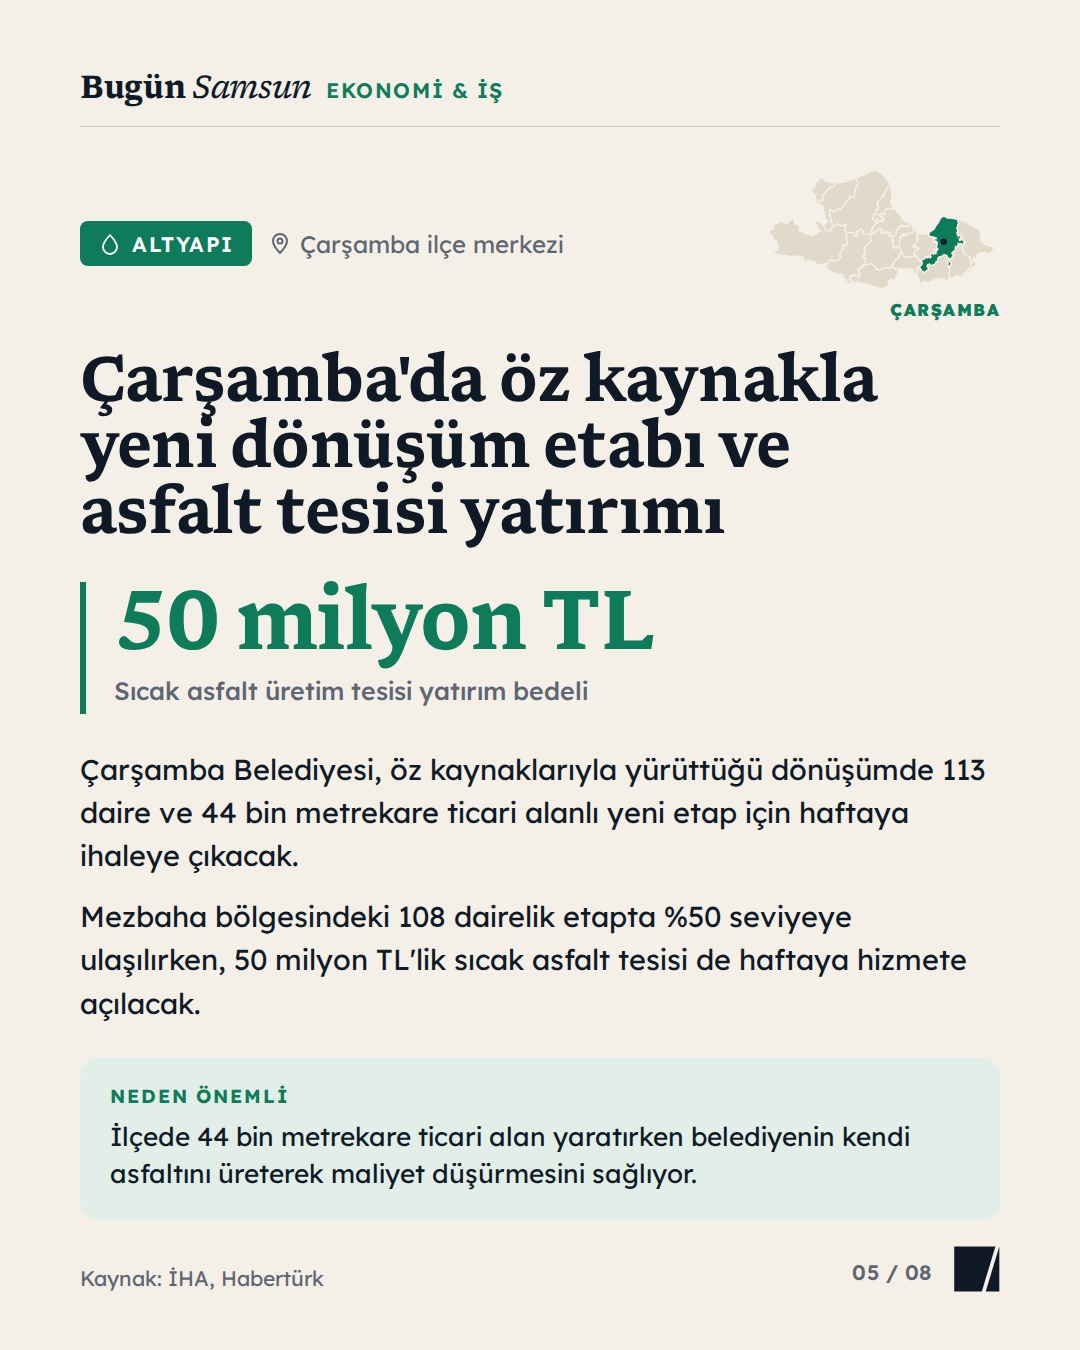 Bugün Samsun EKONOMİ & İŞ
ALTYAPI
Çarşamba ilçe merkezi
ÇARŞAMBA
Çarşamba'da öz kaynakla
yeni dönüşüm etabı ve
asfalt tesisi yatırımı
50 milyon TL
Sıcak asfalt üretim tesisi yatırım bedeli
Çarşamba Belediyesi, öz kaynaklarıyla yürüttüğü dönüşümde 113
daire ve 44 bin metrekare ticari alanlı yeni etap için haftaya
ihaleye çıkacak.
Mezbaha bölgesindeki 108 dairelik etapta %50 seviyeye
ulaşılırken, 50 milyon TL'lik sıcak asfalt tesisi de haftaya hizmete
açılacak.
NEDEN ÖNEMLİ
İlçede 44 bin metrekare ticari alan yaratırken belediyenin kendi
asfaltını üreterek maliyet düşürmesini sağlıyor.
Kaynak: İHA, Habertürk
05 / 08